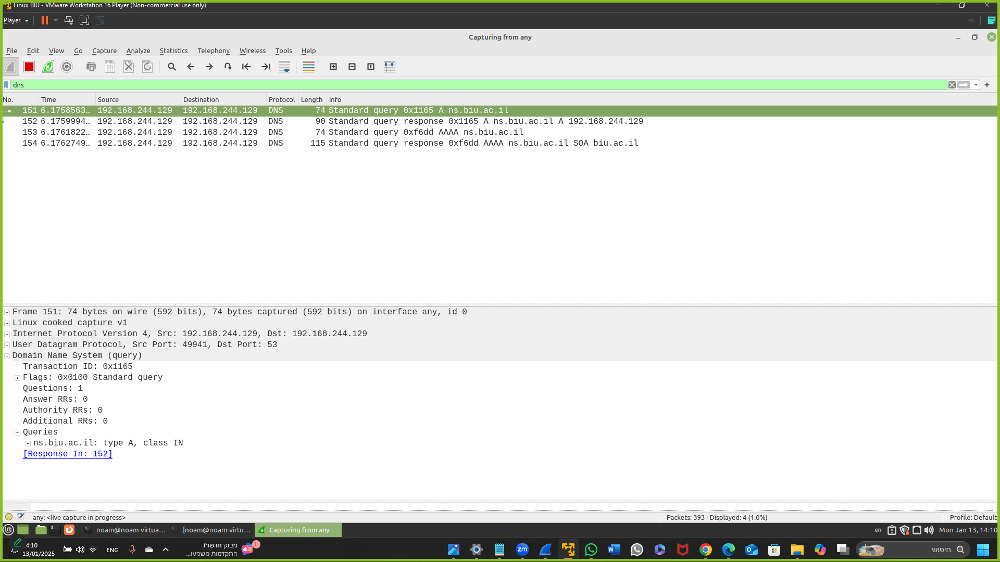 Linux BIU - VMware Workstation 16 Player (Non-commercial use only)
Player
Capturing from any
File Edit View Go Capture Analyze Statistics Telephony Wireless Tools Help
dns
No. Time Source Destination Protocol Length Info
151 6.1758563… 192.168.244.129 192.168.244.129 DNS 74 Standard query 0x1165 A ns.biu.ac.il
152 6.1759994… 192.168.244.129 192.168.244.129 DNS 90 Standard query response 0x1165 A ns.biu.ac.il A 192.168.244.129
153 6.1761822… 192.168.244.129 192.168.244.129 DNS 74 Standard query 0xf6dd AAAA ns.biu.ac.il
154 6.1762749… 192.168.244.129 192.168.244.129 DNS 115 Standard query response 0xf6dd AAAA ns.biu.ac.il SOA biu.ac.il
Frame 151: 74 bytes on wire (592 bits), 74 bytes captured (592 bits) on interface any, id 0
Linux cooked capture v1
Internet Protocol Version 4, Src: 192.168.244.129, Dst: 192.168.244.129
User Datagram Protocol, Src Port: 49941, Dst Port: 53
Domain Name System (query)
Transaction ID: 0x1165
Flags: 0x0100 Standard query
Questions: 1
Answer RRs: 0
Authority RRs: 0
Additional RRs: 0
Queries
ns.biu.ac.il: type A, class IN
[Response In: 152]
any: <live capture in progress> Packets: 393 · Displayed: 4 (1.0%) Profile: Default
noam@noam-virtua... [noam@noam-virtu... Capturing from any en Mon Jan 13, 14:10
14:10
13/01/2025
ENG
מבזק חדשות
התקדמות משמעו...
1
zm
חיפוש